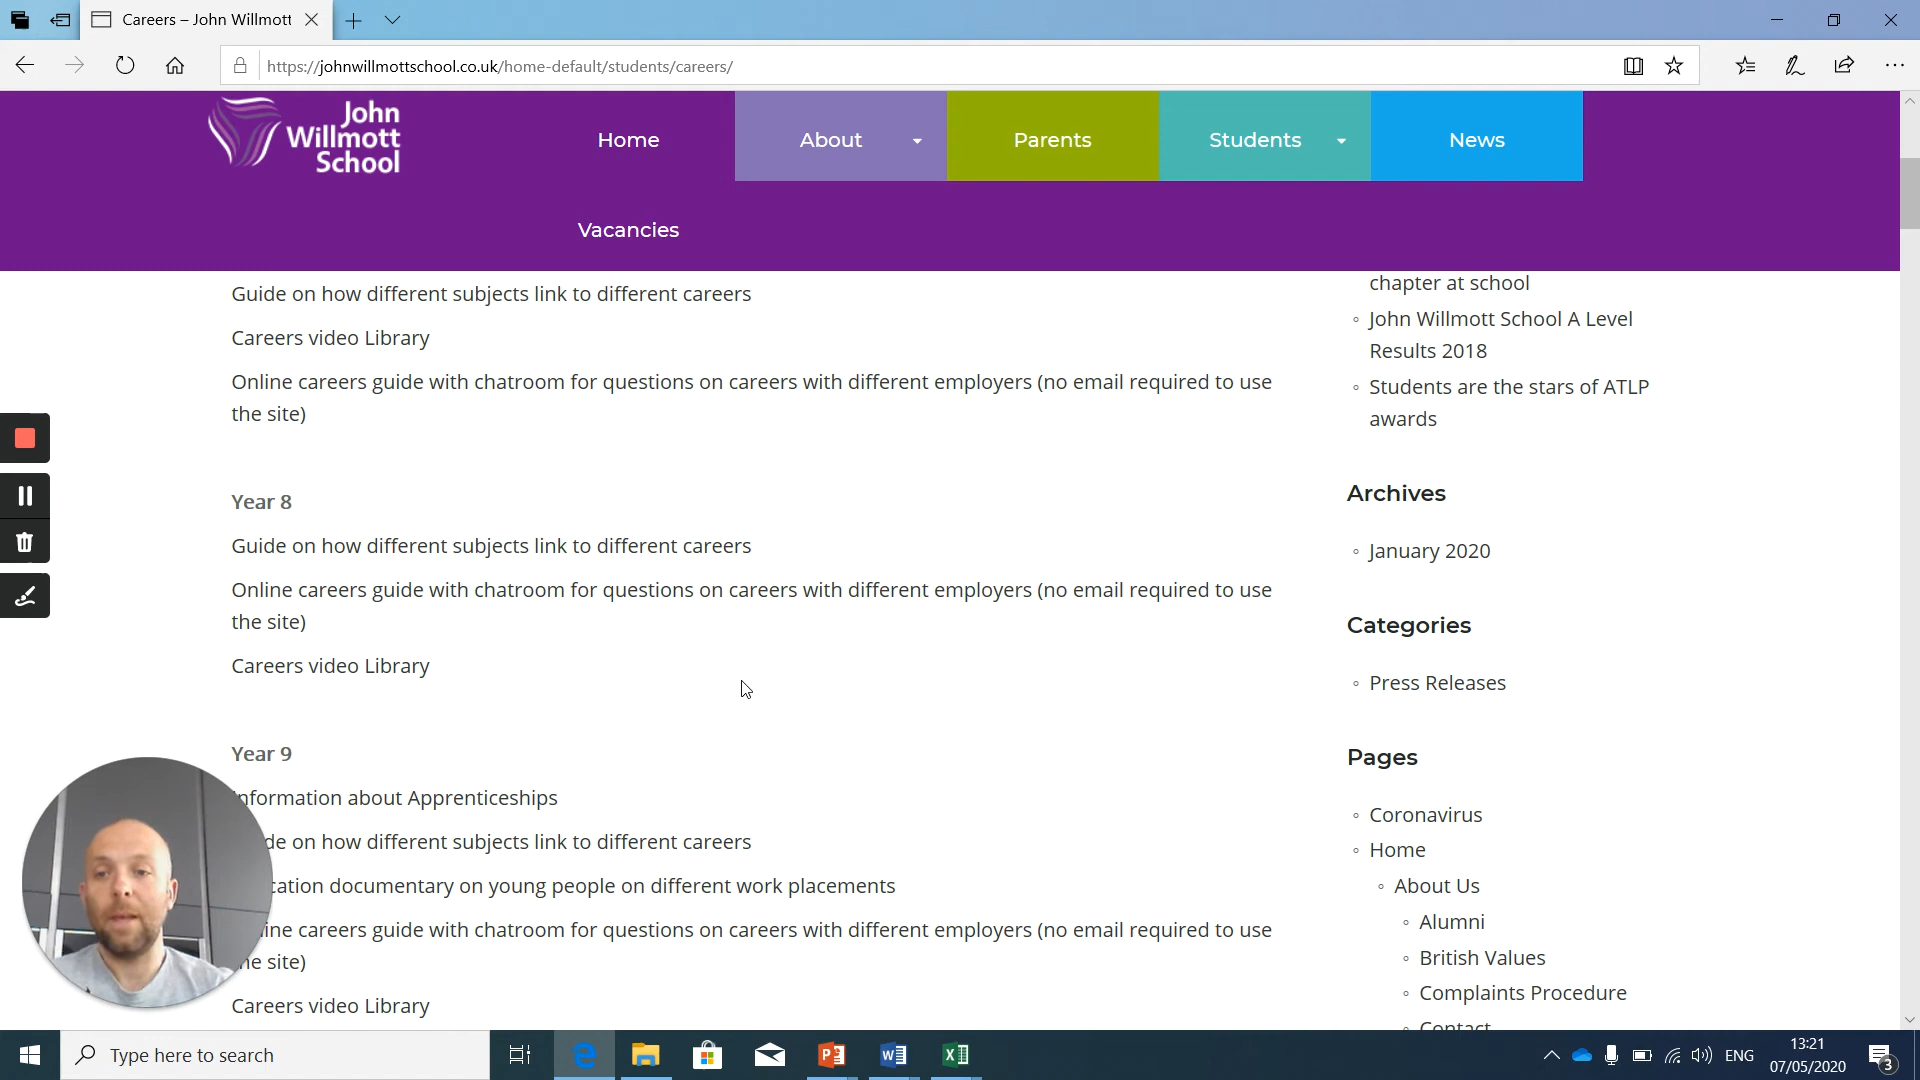 Careers – John Willmott
https://johnwillmottschool.co.uk/home-default/students/careers/
John
Willmott
School
Home
About
Parents
Students
News
Vacancies
Guide on how different subjects link to different careers
Careers video Library
Online careers guide with chatroom for questions on careers with different employers (no email required to use
the site)
Year 8
Guide on how different subjects link to different careers
Online careers guide with chatroom for questions on careers with different employers (no email required to use
the site)
Careers video Library
Year 9
nformation about Apprenticeships
de on how different subjects link to different careers
cation documentary on young people on different work placements
ine careers guide with chatroom for questions on careers with different employers (no email required to use
he site)
Careers video Library
chapter at school
John Willmott School A Level
Results 2018
Students are the stars of ATLP
awards
Archives
January 2020
Categories
Press Releases
Pages
Coronavirus
Home
About Us
Alumni
British Values
Complaints Procedure
Contact
Type here to search
ENG
13:21
07/05/2020
3